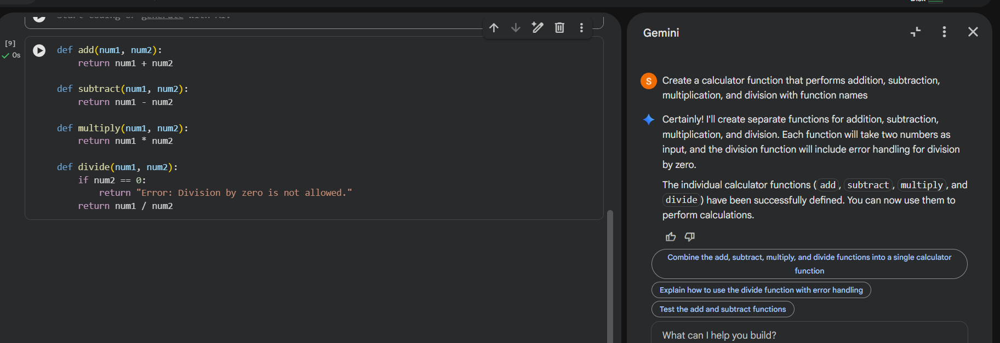 Disk
Start coding or generate with AI.
[9]
0s
def add(num1, num2):
    return num1 + num2
def subtract(num1, num2):
    return num1 - num2
def multiply(num1, num2):
    return num1 * num2
def divide(num1, num2):
    if num2 == 0:
        return "Error: Division by zero is not allowed."
    return num1 / num2
Gemini
S
Create a calculator function that performs addition, subtraction,
multiplication, and division with function names
Certainly! I'll create separate functions for addition, subtraction,
multiplication, and division. Each function will take two numbers as
input, and the division function will include error handling for division
by zero.
The individual calculator functions ( add , subtract , multiply , and
divide ) have been successfully defined. You can now use them to
perform calculations.
Combine the add, subtract, multiply, and divide functions into a single calculator
function
Explain how to use the divide function with error handling
Test the add and subtract functions
What can I help you build?